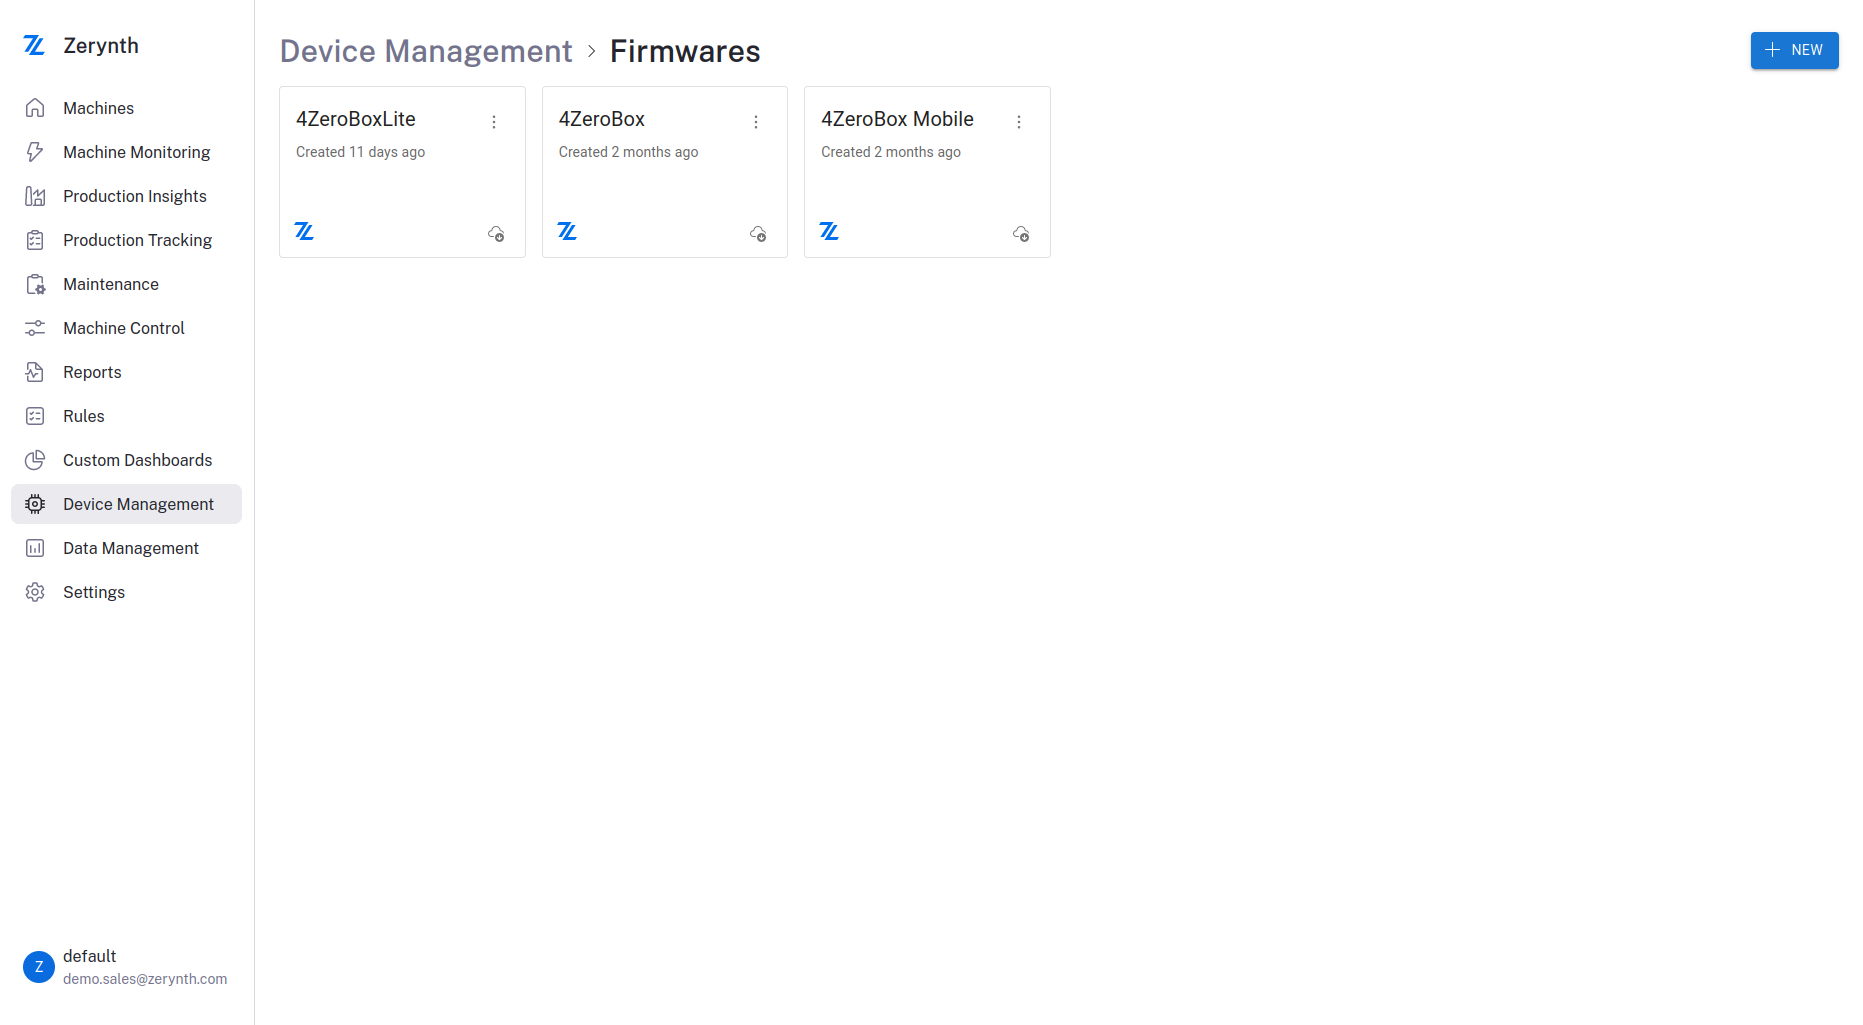 Zerynth
Machines
Machine Monitoring
Production Insights
Production Tracking
Maintenance
Machine Control
Reports
Rules
Custom Dashboards
Device Management
Data Management
Settings
Z
default
demo.sales@zerynth.com
Device Management > Firmwares
NEW
4ZeroBoxLite
Created 11 days ago
4ZeroBox
Created 2 months ago
4ZeroBox Mobile
Created 2 months ago